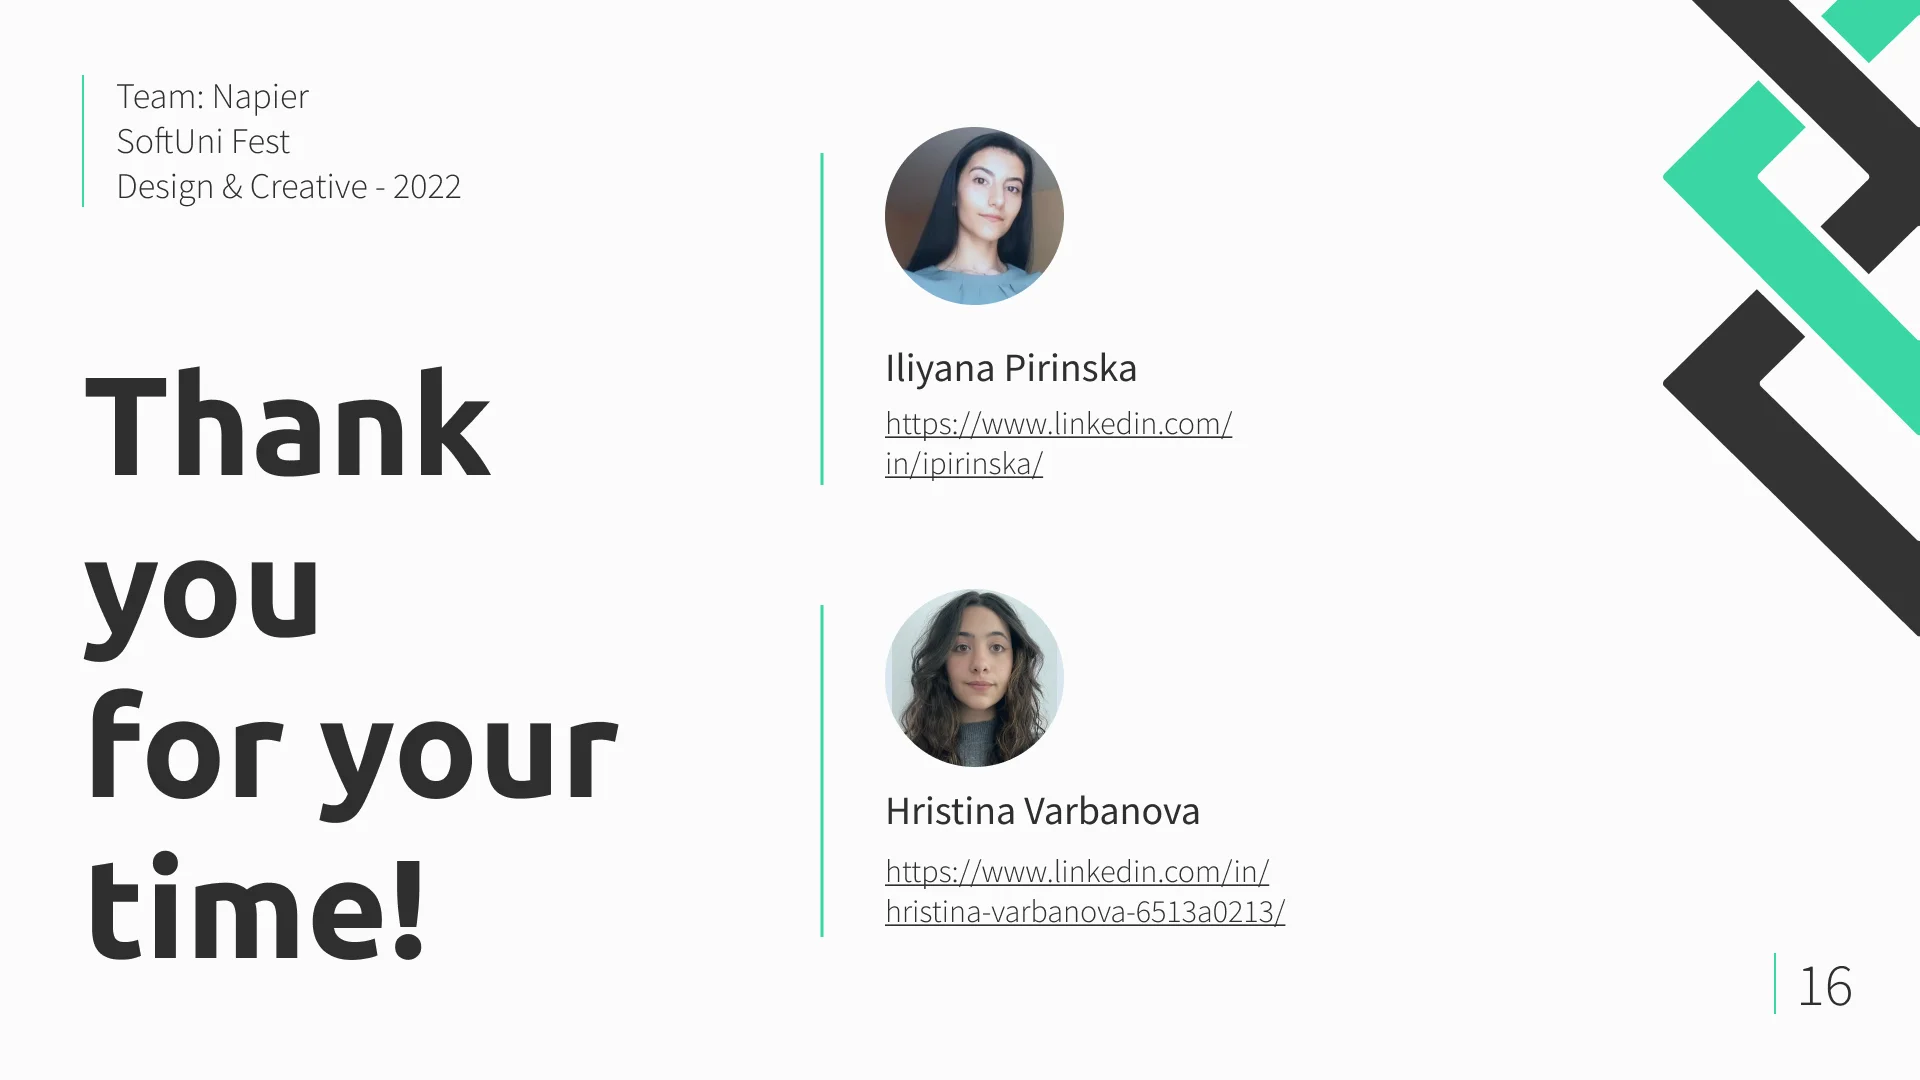 Team: Napier
SoftUni Fest
Design & Creative - 2022
Thank
you
for your
time!
Iliyana Pirinska
https://www.linkedin.com/
in/ipirinska/
Hristina Varbanova
https://www.linkedin.com/in/
hristina-varbanova-6513a0213/
16